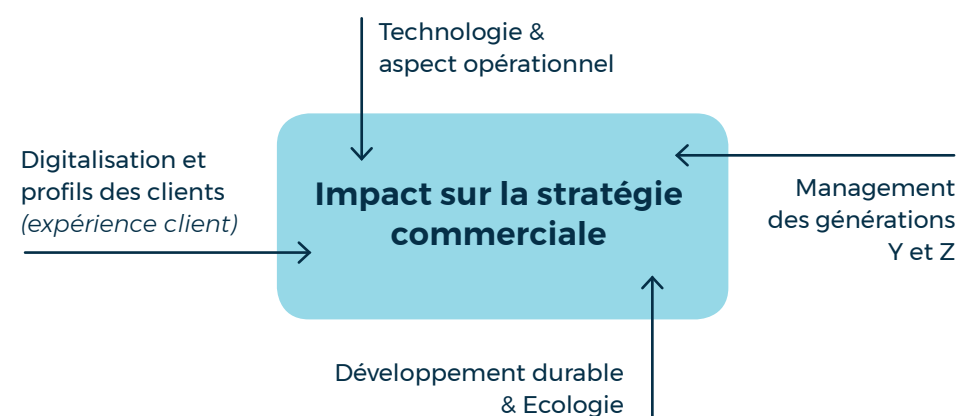 Technologie &
aspect opérationnel
Digitalisation et
profils des clients
(expérience client)
Impact sur la stratégie
commerciale
Management
des générations
Y et Z
Développement durable
& Ecologie